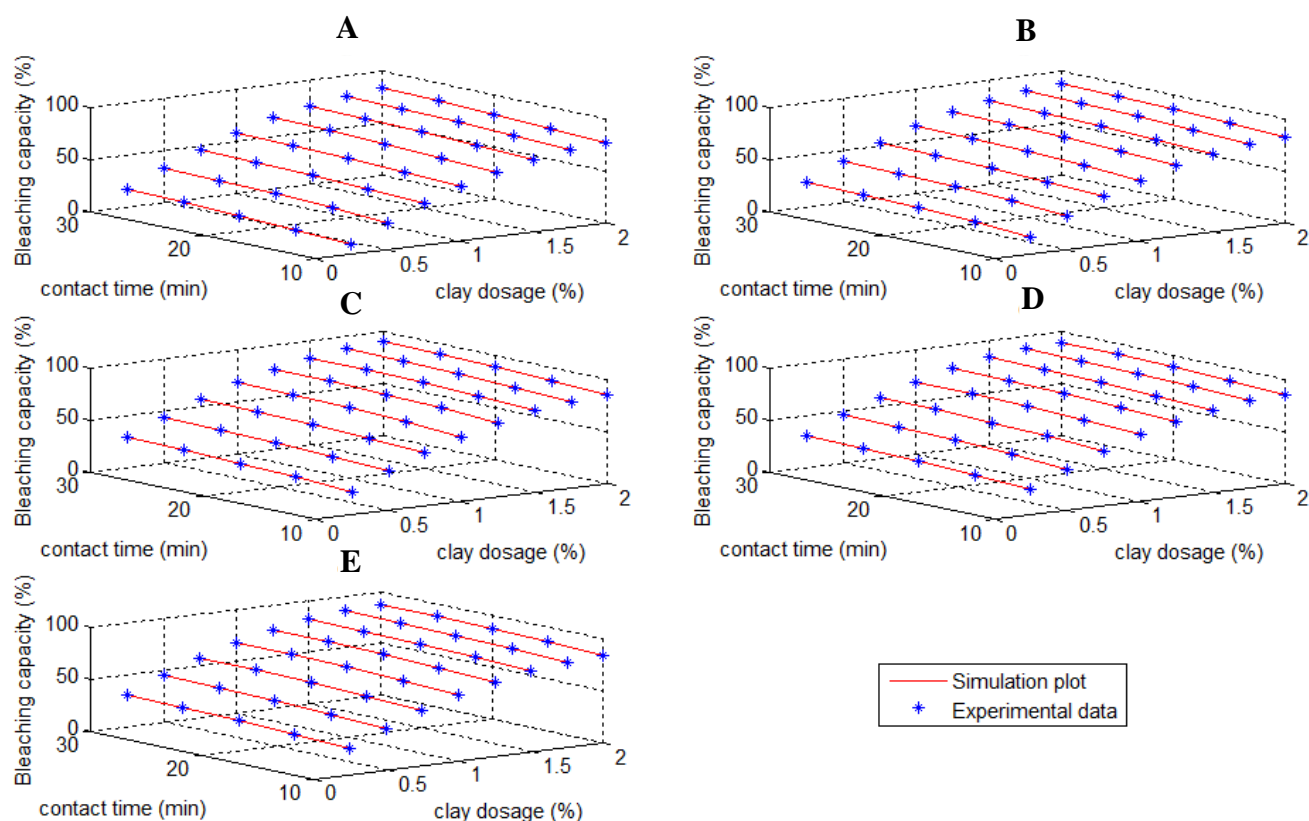 A
Bleaching capacity (%)
100
50
0
30
20
10
0
0.5
1
1.5
2
contact time (min)
clay dosage (%)
B
Bleaching capacity (%)
100
50
0
30
20
10
0
0.5
1
1.5
2
contact time (min)
clay dosage (%)
C
Bleaching capacity (%)
100
50
0
30
20
10
0
0.5
1
1.5
2
contact time (min)
clay dosage (%)
D
Bleaching capacity (%)
100
50
0
30
20
10
0
0.5
1
1.5
2
contact time (min)
clay dosage (%)
E
Bleaching capacity (%)
100
50
0
30
20
10
0
0.5
1
1.5
2
contact time (min)
clay dosage (%)
Simulation plot
Experimental data